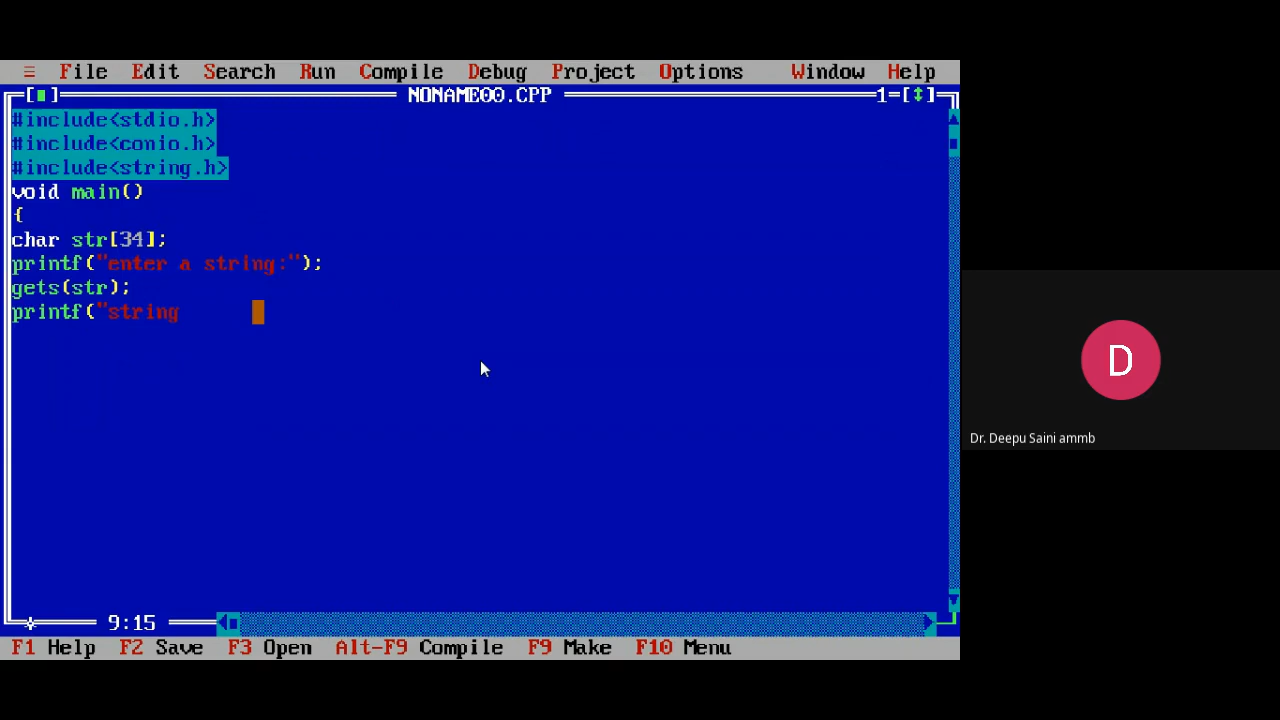 ≡ File Edit Search Run Compile Debug Project Options Window Help
[■] NONAME00.CPP 1=[↕]
#include<stdio.h>
#include<conio.h>
#include<string.h>
void main()
{
char str[34];
printf("enter a string:");
gets(str);
printf("string
9:15
F1 Help F2 Save F3 Open Alt-F9 Compile F9 Make F10 Menu
D
Dr. Deepu Saini ammb